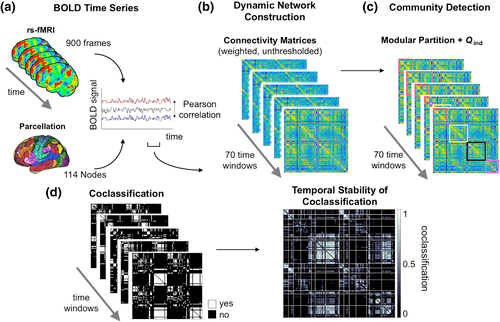 (a)
BOLD Time Series
rs-fMRI
900 frames
time
Parcellation
114 Nodes
BOLD signal
Pearson
correlation
time
(b)
Dynamic Network
Construction
Connectivity Matrices
(weighted, unthresholded)
70 time
windows
(c)
Community Detection
Modular Partition + Qind
70 time
windows
(d)
Coclassification
time
windows
yes
no
Temporal Stability of
Coclassification
1
0.5
0
coclassification